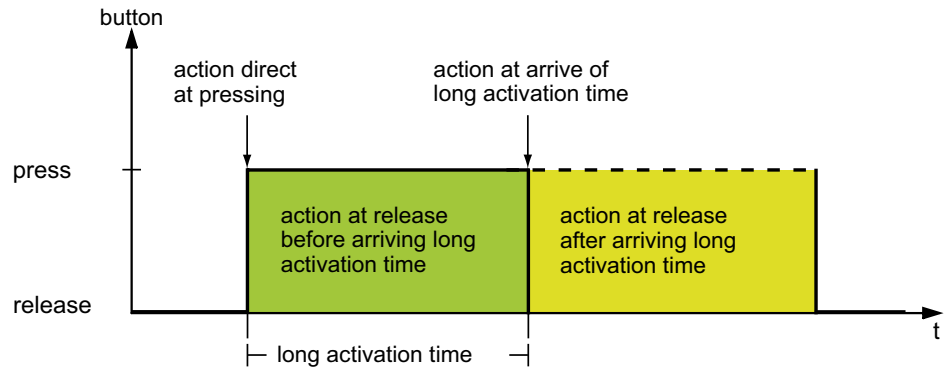 button
action direct
at pressing
action at arrive of
long activation time
press
action at release
before arriving long
activation time
action at release
after arriving long
activation time
release
t
long activation time